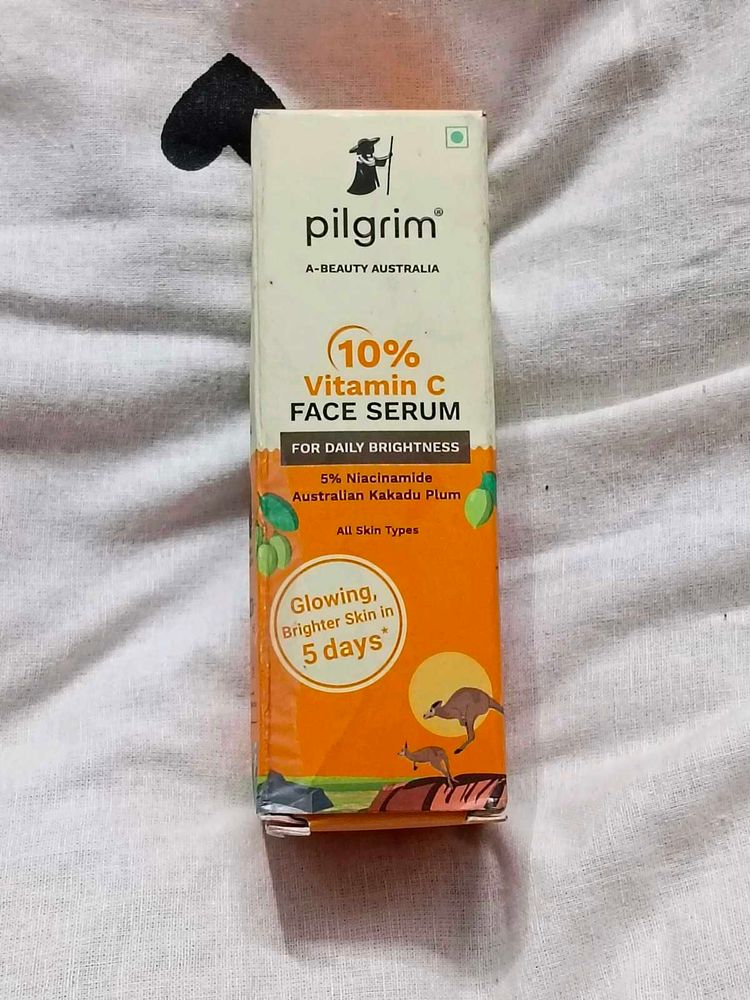 pilgrim®
A-BEAUTY AUSTRALIA
10%
Vitamin C
FACE SERUM
FOR DAILY BRIGHTNESS
5% Niacinamide
Australian Kakadu Plum
All Skin Types
Glowing,
Brighter Skin in
5 days*